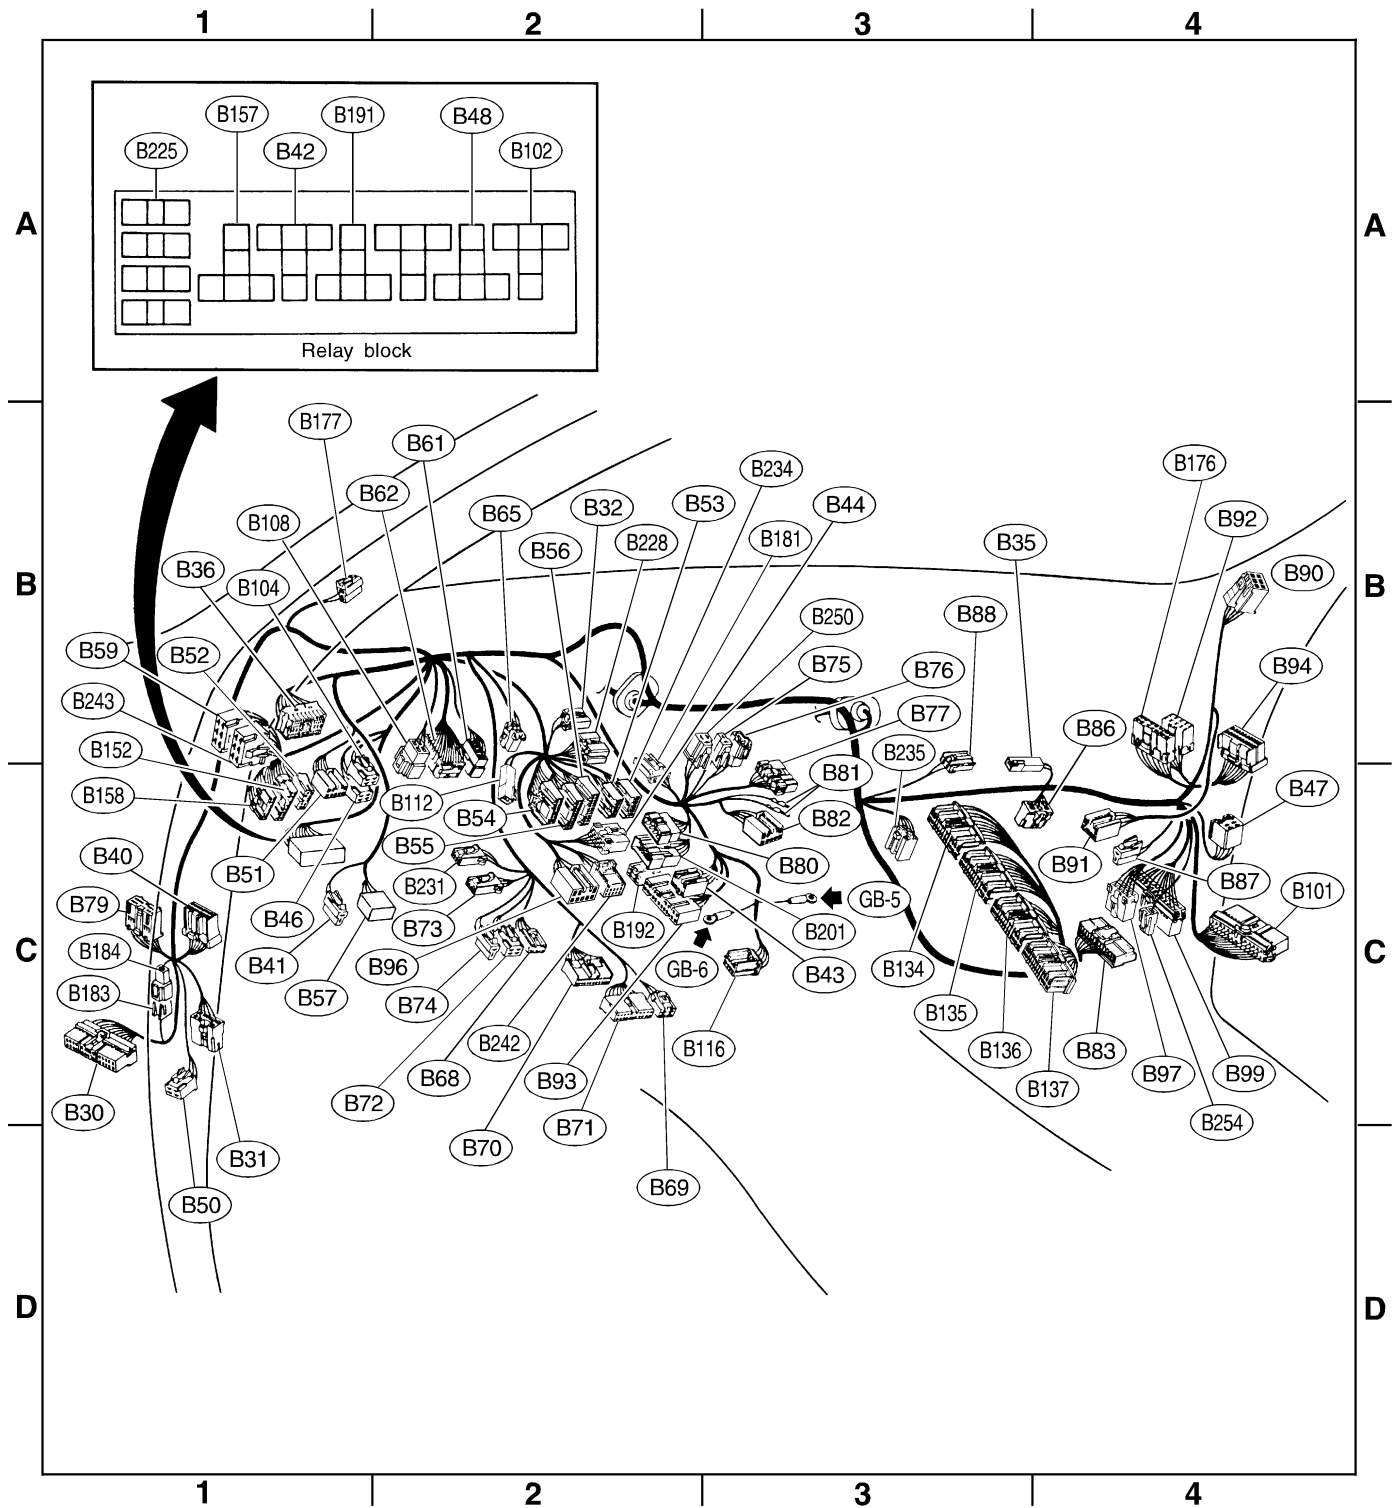 1 2 3 4
B157 B191 B48
B225 B42 B102
A A
Relay block
B177
B61
B62 B234 B176
B108 B65 B32 B53 B44 B92
B56 B228 B181 B35
B B
B36 B104 B90
B250 B88
B59 B52 B75 B76 B94
B243 B77 B86
B152 B235
B158 B112 B81 B47
B54 B82
B40 B51 B55 B80 B91
B79 B46 B231 B87 B101
GB-5
B73 B192 B201
C C
B184 B41 B96 GB-6 B43 B134
B183 B57 B74 B135
B242 B116 B136 B83
B30 B72 B68 B93 B137 B97 B99
B71 B254
B31 B70
B50 B69
D D
1 2 3 4